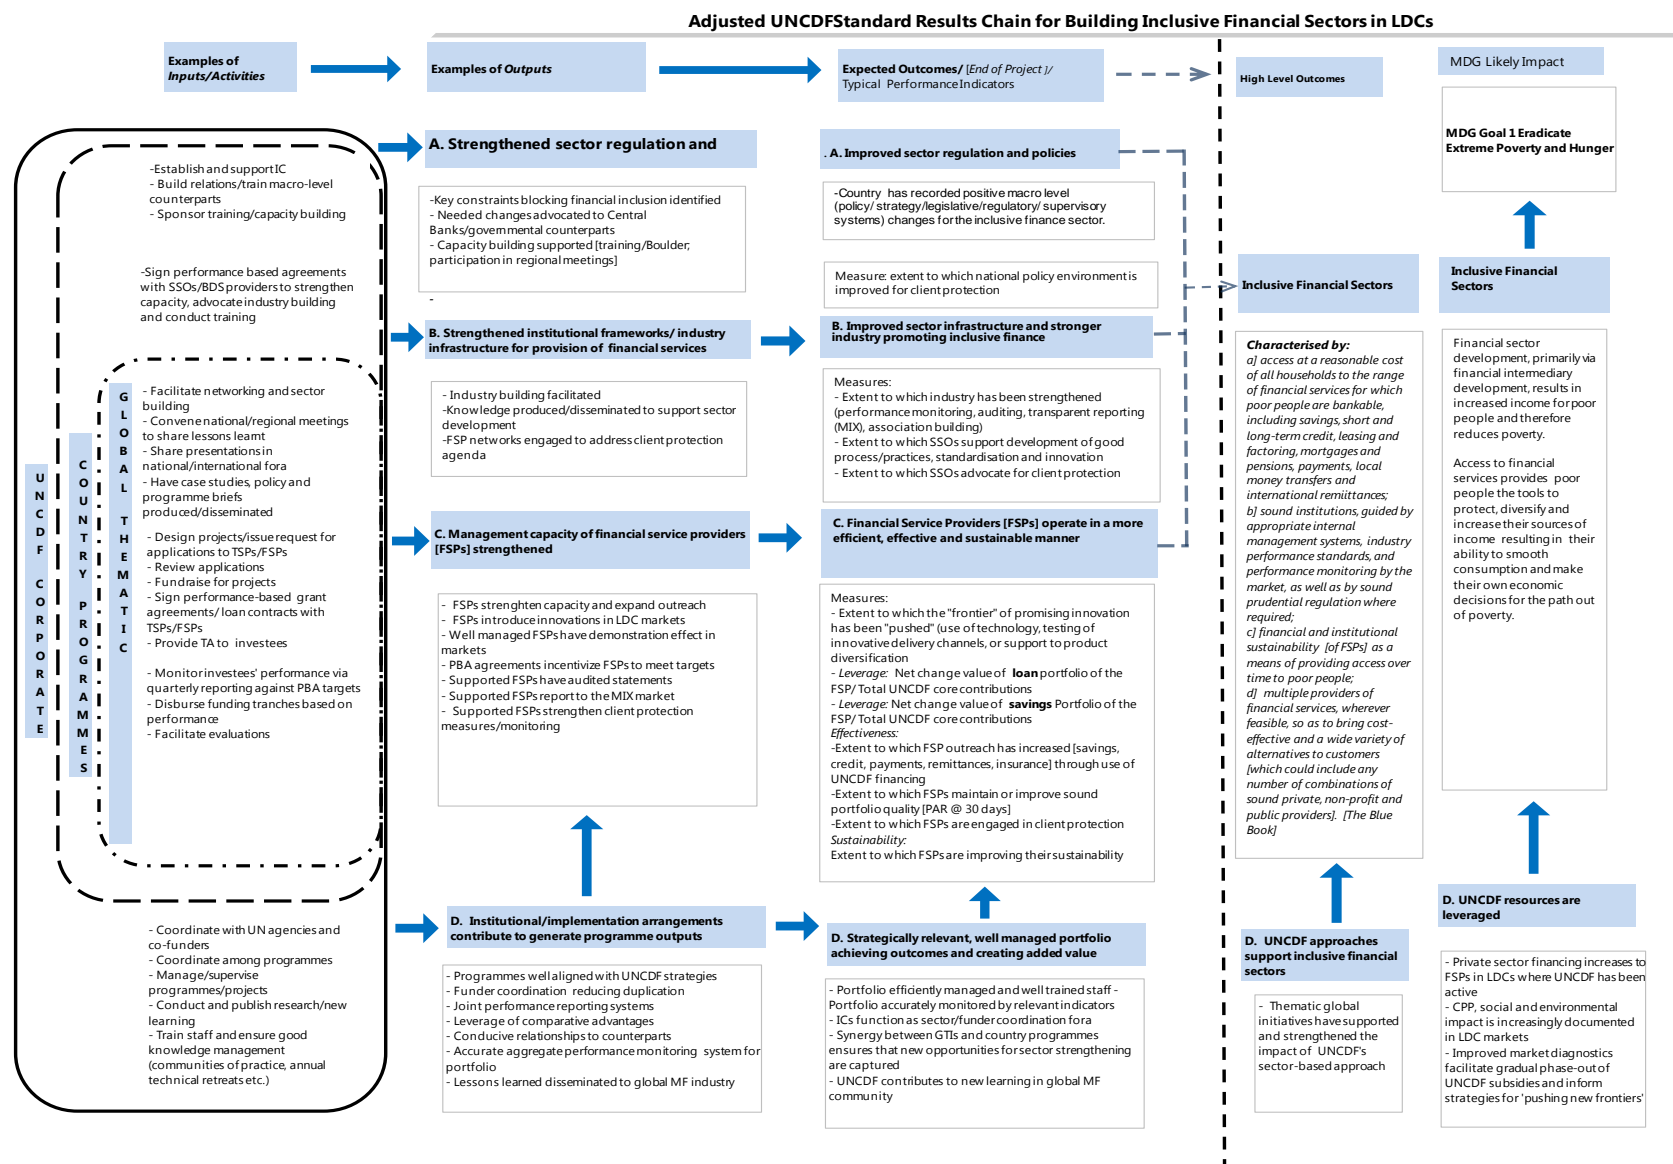 Adjusted UNCDFStandard Results Chain for Building Inclusive Financial Sectors in LDCs
Examples of
Inputs/Activities
Examples of Outputs
Expected Outcomes/ [End of Project ]/
Typical Performance Indicators
High Level Outcomes
MDG Likely Impact
MDG Goal 1 Eradicate
Extreme Poverty and Hunger
UNCDF CORPORATE
COUNTRY PROGRAMMES
GLOBAL THEMATIC
-Establish and support IC
- Build relations/train macro-level
counterparts
- Sponsor training/capacity building
-Sign performance based agreements
with SSOs/BDS providers to strengthen
capacity, advocate industry building
and conduct training
- Facilitate networking and sector
building
- Convene national/regional meetings
to share lessons learnt
- Share presentations in
national/international fora
- Have case studies, policy and
programme briefs
produced/disseminated
- Design projects/issue request for
applications to TSPs/FSPs
- Review applications
- Fundraise for projects
- Sign performance-based grant
agreements/ loan contracts with
TSPs/FSPs
- Provide TA to investees
- Monitor investees' performance via
quarterly reporting against PBA targets
- Disburse funding tranches based on
performance
- Facilitate evaluations
- Coordinate with UN agencies and
co-funders
- Coordinate among programmes
- Manage/supervise
programmes/projects
- Conduct and publish research/new
learning
- Train staff and ensure good
knowledge management
(communities of practice, annual
technical retreats etc.)
A. Strengthened sector regulation and
-Key constraints blocking financial inclusion identified
- Needed changes advocated to Central
Banks/governmental counterparts
- Capacity building supported [training/Boulder;
participation in regional meetings]
-
B. Strengthened institutional frameworks/ industry
infrastructure for provision of financial services
- Industry building facilitated
-Knowledge produced/disseminated to support sector
development
-FSP networks engaged to address client protection
agenda
C. Management capacity of financial service providers
[FSPs] strengthened
- FSPs strenghten capacity and expand outreach
- FSPs introduce innovations in LDC markets
- Well managed FSPs have demonstration effect in
markets
- PBA agreements incentivize FSPs to meet targets
- Supported FSPs have audited statements
- Supported FSPs report to the MIX market
- Supported FSPs strengthen client protection
measures/monitoring
D. Institutional/implementation arrangements
contribute to generate programme outputs
- Programmes well aligned with UNCDF strategies
- Funder coordination reducing duplication
- Joint performance reporting systems
- Leverage of comparative advantages
- Conducive relationships to counterparts
- Accurate aggregate performance monitoring system for
portfolio
- Lessons learned disseminated to global MF industry
. A. Improved sector regulation and policies
-Country has recorded positive macro level
(policy/ strategy/legislative/regulatory/ supervisory
systems) changes for the inclusive finance sector.
Measure: extent to which national policy environment is
improved for client protection
B. Improved sector infrastructure and stronger
industry promoting inclusive finance
Measures:
- Extent to which industry has been strengthened
(performance monitoring, auditing, transparent reporting
(MIX), association building)
- Extent to which SSOs support development of good
process/practices, standardisation and innovation
- Extent to which SSOs advocate for client protection
C. Financial Service Providers [FSPs] operate in a more
efficient, effective and sustainable manner
Measures:
- Extent to which the "frontier" of promising innovation
has been "pushed" (use of technology, testing of
innovative delivery channels, or support to product
diversification
- Leverage: Net change value of loan portfolio of the
FSP/ Total UNCDF core contributions
- Leverage: Net change value of savings Portfolio of the
FSP/ Total UNCDF core contributions
Effectiveness:
-Extent to which FSP outreach has increased [savings,
credit, payments, remittances, insurance] through use of
UNCDF financing
-Extent to which FSPs maintain or improve sound
portfolio quality [PAR @ 30 days]
-Extent to which FSPs are engaged in client protection
Sustainability:
Extent to which FSPs are improving their sustainability
D. Strategically relevant, well managed portfolio
achieving outcomes and creating added value
- Portfolio efficiently managed and well trained staff -
Portfolio accurately monitored by relevant indicators
- ICs function as sector/funder coordination fora
- Synergy between GTIs and country programmes
ensures that new opportunities for sector strengthening
are captured
- UNCDF contributes to new learning in global MF
community
Inclusive Financial Sectors
Characterised by:
a] access at a reasonable cost
of all households to the range
of financial services for which
poor people are bankable,
including savings, short and
long-term credit, leasing and
factoring, mortgages and
pensions, payments, local
money transfers and
international remittances;
b] sound institutions, guided by
appropriate internal
management systems, industry
performance standards, and
performance monitoring by the
market, as well as by sound
prudential regulation where
required;
c] financial and institutional
sustainability [of FSPs] as a
means of providing access over
time to poor people;
d] multiple providers of
financial services, wherever
feasible, so as to bring cost-
effective and a wide variety of
alternatives to customers
[which could include any
number of combinations of
sound private, non-profit and
public providers]. [The Blue
Book]
D. UNCDF approaches
support inclusive financial
sectors
- Thematic global
initiatives have supported
and strengthened the
impact of UNCDF's
sector-based approach
Inclusive Financial
Sectors
Financial sector
development, primarily via
financial intermediary
development, results in
increased income for poor
people and therefore
reduces poverty.
Access to financial
services provides poor
people the tools to
protect, diversify and
increase their sources of
income resulting in their
ability to smooth
consumption and make
their own economic
decisions for the path out
of poverty.
D. UNCDF resources are
leveraged
- Private sector financing increases to
FSPs in LDCs where UNCDF has been
active
- CPP, social and environmental
impact is increasingly documented
in LDC markets
- Improved market diagnostics
facilitate gradual phase-out of
UNCDF subsidies and inform
strategies for 'pushing new frontiers'